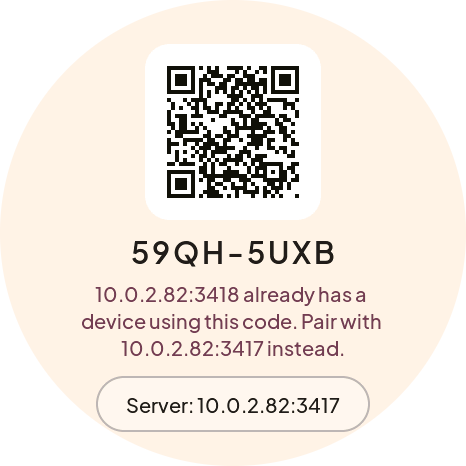 59QH-5UXB
10.0.2.82:3418 already has a
device using this code. Pair with
10.0.2.82:3417 instead.
Server: 10.0.2.82:3417